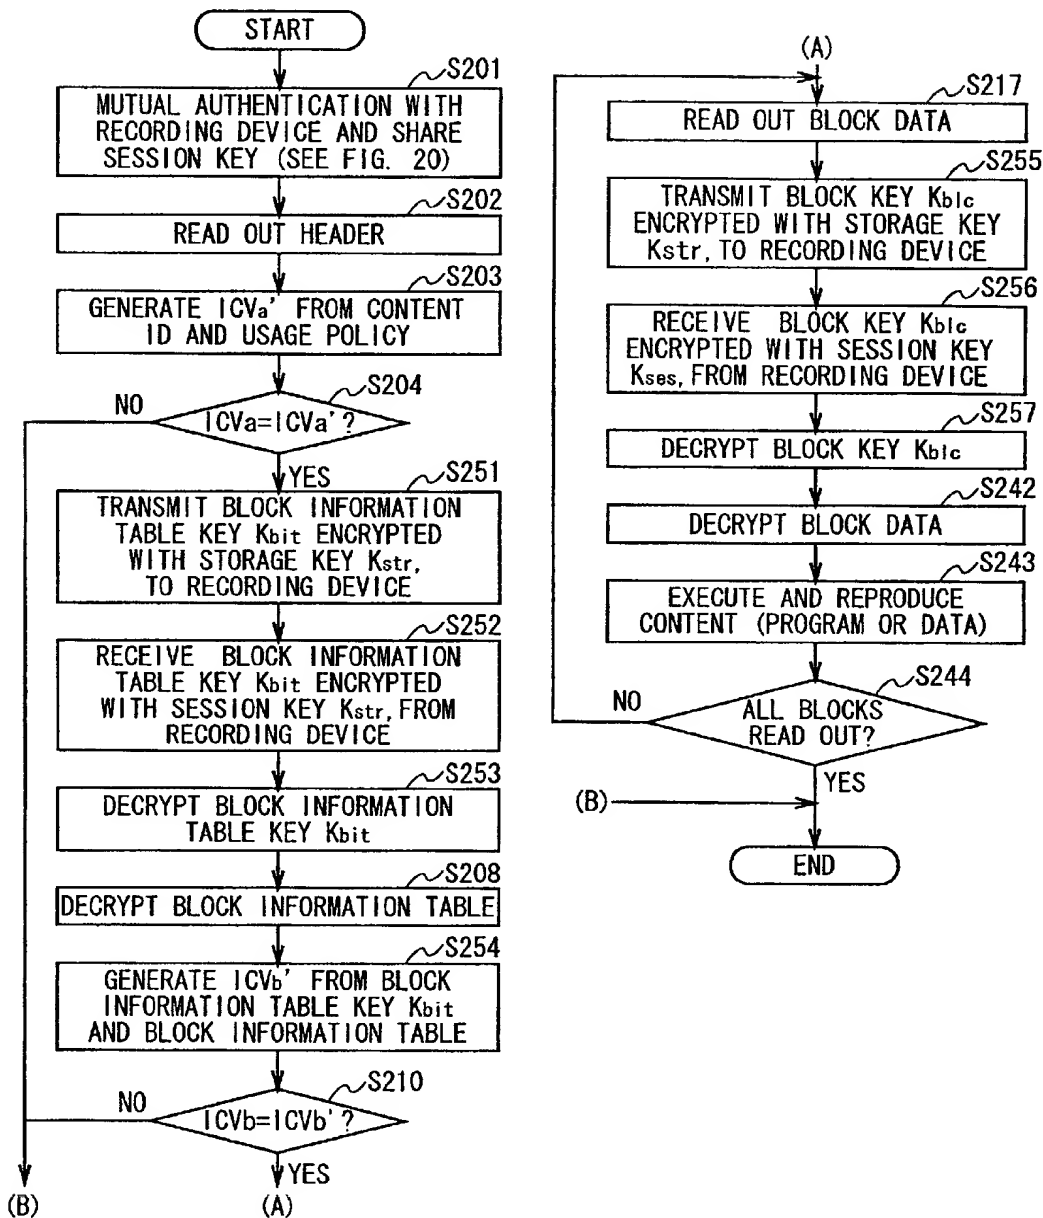 START
S201
MUTUAL AUTHENTICATION WITH
RECORDING DEVICE AND SHARE
SESSION KEY (SEE FIG. 20)
S202
READ OUT HEADER
S203
GENERATE ICVa' FROM CONTENT
ID AND USAGE POLICY
S204
NO
ICVa=ICVa'?
YES
S251
TRANSMIT BLOCK INFORMATION
TABLE KEY Kbit ENCRYPTED
WITH STORAGE KEY Kstr,
TO RECORDING DEVICE
S252
RECEIVE BLOCK INFORMATION
TABLE KEY Kbit ENCRYPTED
WITH SESSION KEY Kstr, FROM
RECORDING DEVICE
S253
DECRYPT BLOCK INFORMATION
TABLE KEY Kbit
S208
DECRYPT BLOCK INFORMATION TABLE
S254
GENERATE ICVb' FROM BLOCK
INFORMATION TABLE KEY Kbit
AND BLOCK INFORMATION TABLE
S210
NO
ICVb=ICVb'?
YES
(B)
(A)
(A)
S217
READ OUT BLOCK DATA
S255
TRANSMIT BLOCK KEY Kblc
ENCRYPTED WITH STORAGE KEY
Kstr, TO RECORDING DEVICE
S256
RECEIVE BLOCK KEY Kblc
ENCRYPTED WITH SESSION KEY
Kses, FROM RECORDING DEVICE
S257
DECRYPT BLOCK KEY Kblc
S242
DECRYPT BLOCK DATA
S243
EXECUTE AND REPRODUCE
CONTENT (PROGRAM OR DATA)
S244
NO
ALL BLOCKS
READ OUT?
YES
(B)
END